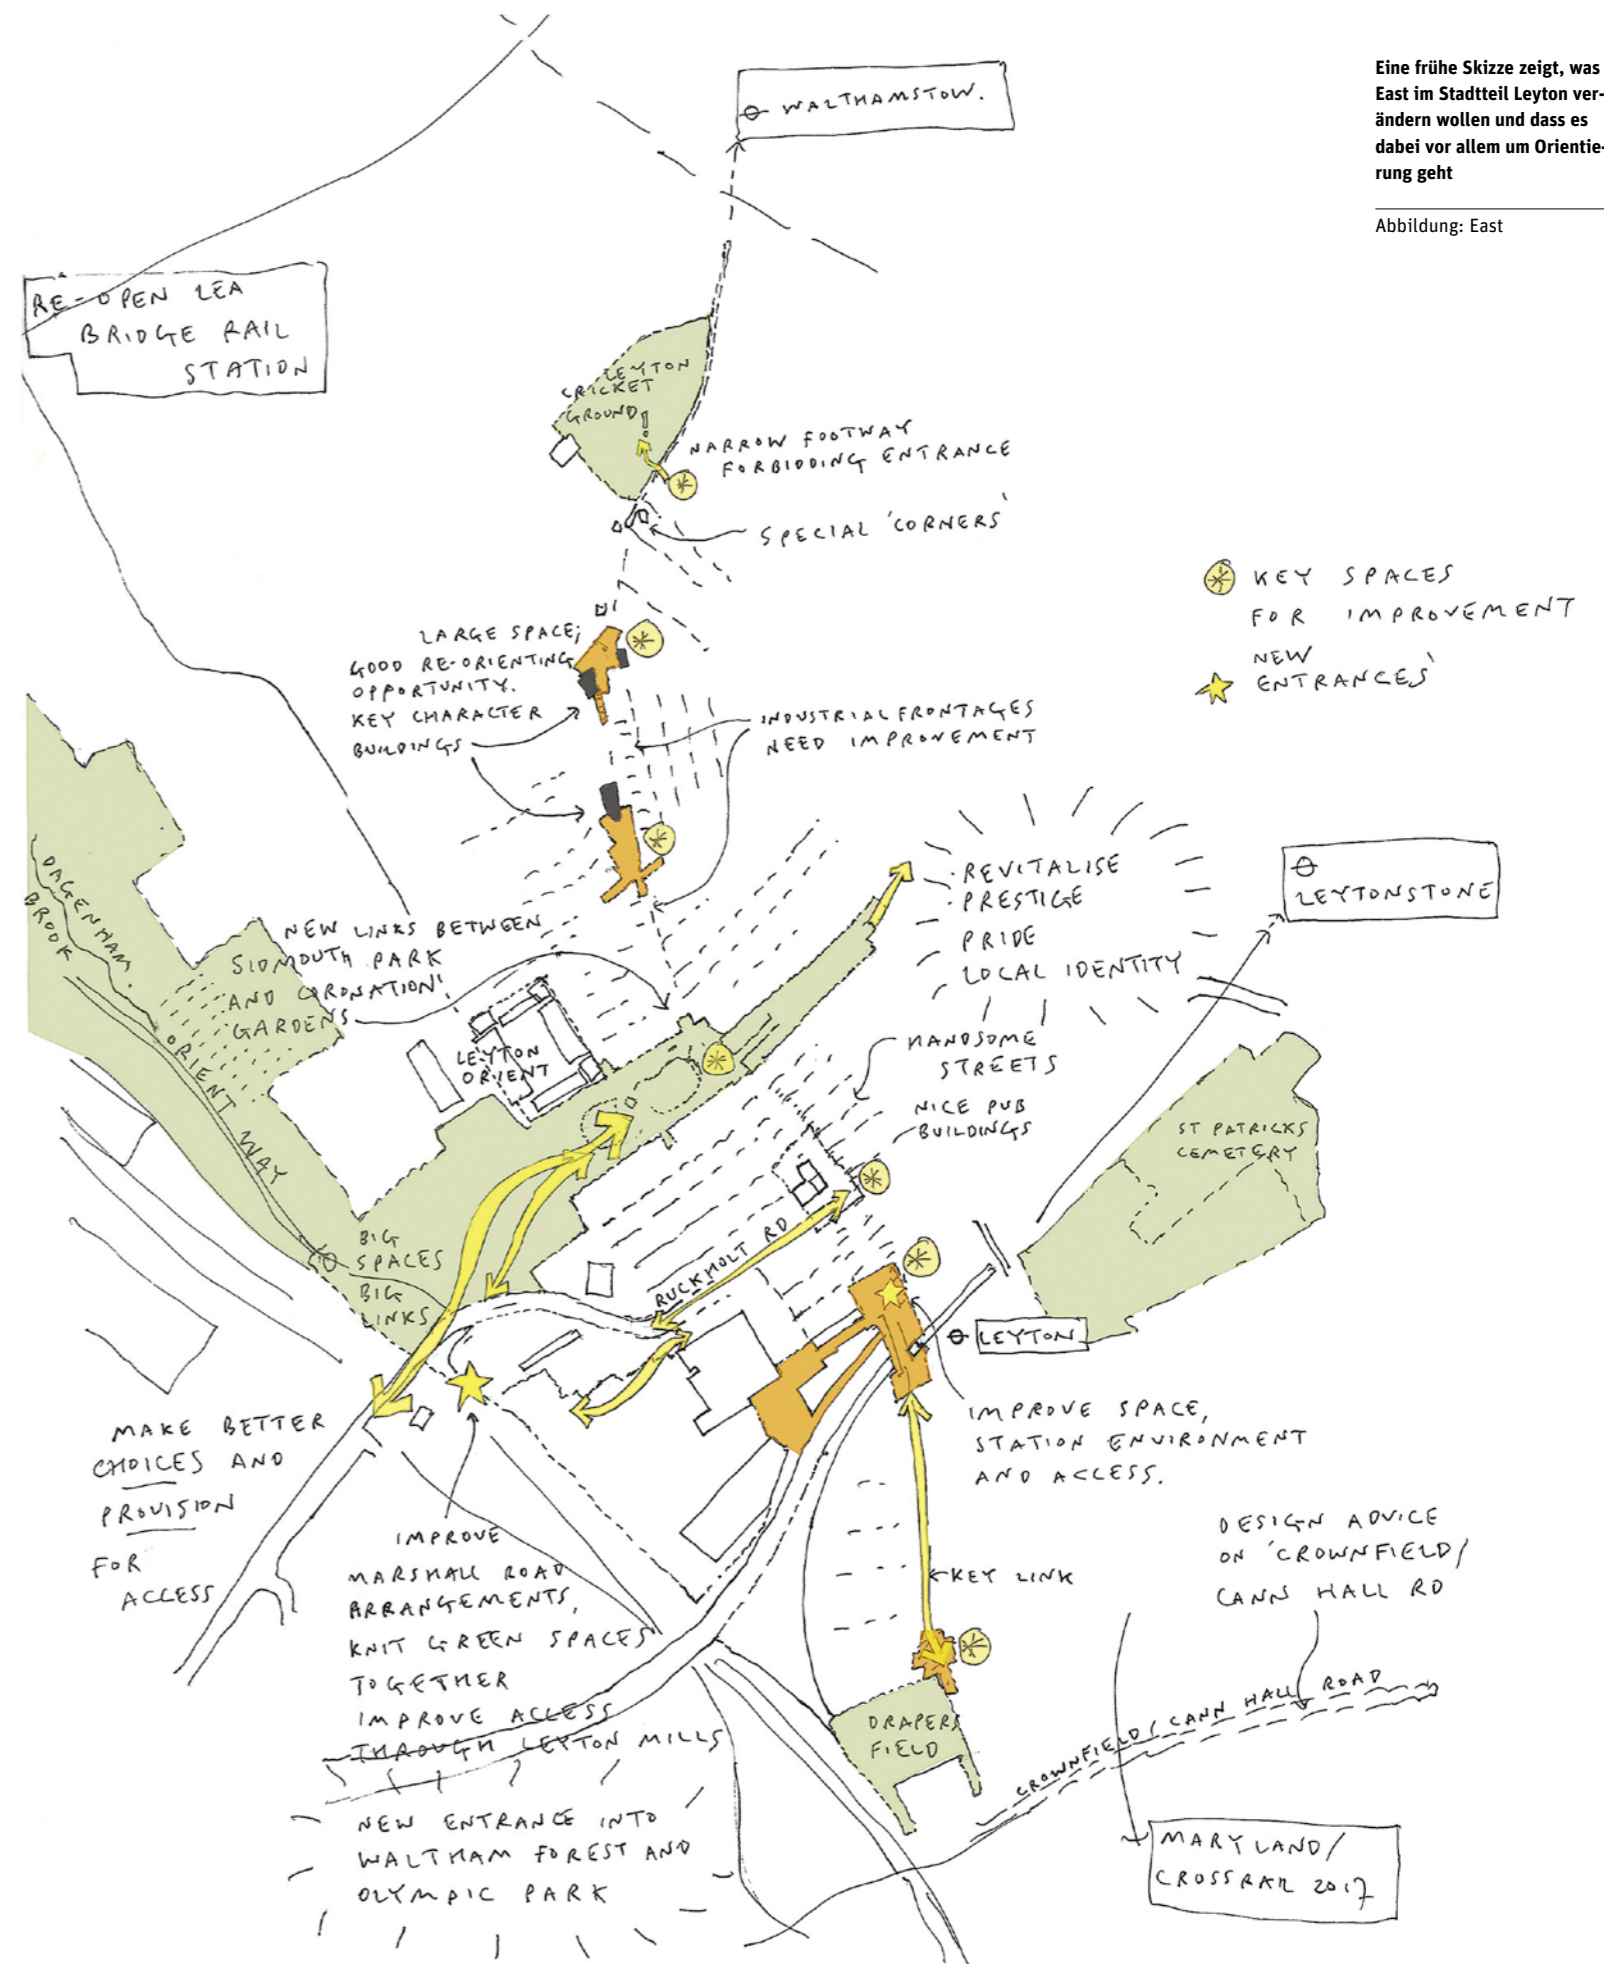 Eine frühe Skizze zeigt, was
East im Stadtteil Leyton ver-
ändern wollen und dass es
dabei vor allem um Orientie-
rung geht
Abbildung: East
WALTHAMSTOW.
RE-OPEN LEA
BRIDGE RAIL
STATION
LEYTON
CRICKET
GROUND!
NARROW FOOTWAY
FORBIDDING ENTRANCE
SPECIAL 'CORNERS'
KEY SPACES
FOR IMPROVEMENT
NEW
ENTRANCES'
LARGE SPACE;
GOOD RE-ORIENTING
OPPORTUNITY.
KEY CHARACTER
BUILDINGS
INDUSTRIAL FRONTAGES
NEED IMPROVEMENT
REVITALISE
PRESTIGE
PRIDE
LOCAL IDENTITY
LEYTONSTONE
DAGENHAM
BROOK
NEW LINKS BETWEEN
SIDMOUTH PARK
AND CORONATION'
GARDENS
LEYTON
ORIENT
ORIENT WAY
HANDSOME
STREETS
NICE PUB
BUILDINGS
ST PATRICKS
CEMETERY
BIG
SPACES
BIG
LINKS
RUCKHOLT RD
LEYTON
MAKE BETTER
CHOICES AND
PROVISION
FOR
ACCESS
IMPROVE SPACE,
STATION ENVIRONMENT
AND ACCESS.
IMPROVE
MARSHALL ROAD
ARRANGEMENTS,
KNIT GREEN SPACES
TOGETHER
IMPROVE ACCESS
THROUGH LEYTON MILLS
KEY LINK
DESIGN ADVICE
ON 'CROWNFIELD/
CANN HALL RD
DRAPERS
FIELD
CROWNFIELD/CANN HALL ROAD
NEW ENTRANCE INTO
WALTHAM FOREST AND
OLYMPIC PARK
MARYLAND/
CROSSRAIL 2017